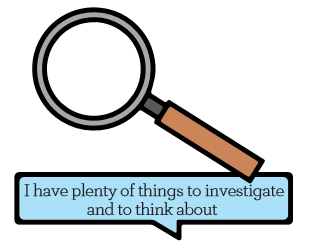 I have plenty of things to investigate
and to think about